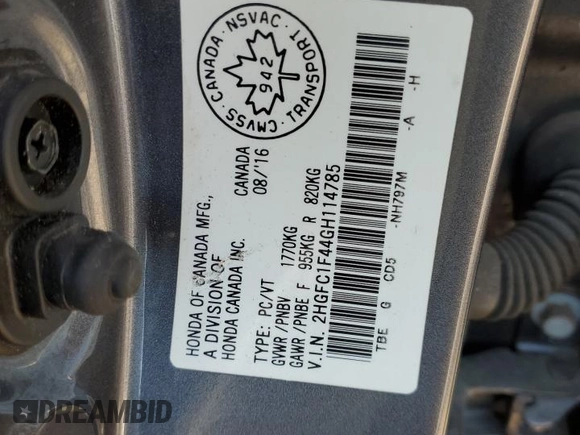 HONDA OF CANADA MFG.,
A DIVISION OF
HONDA CANADA INC.
CANADA
08/'16
TYPE: PC/VT
GVWR/PNBV 1770KG
GAWR/PNBE F 955KG R 820KG
V.I.N. 2HGFC1F44GH114785
TBE G CD5 -NH797M -A -H
CMVSS · CANADA · NSVAC · TRANSPORT ·
942
DREAMBID